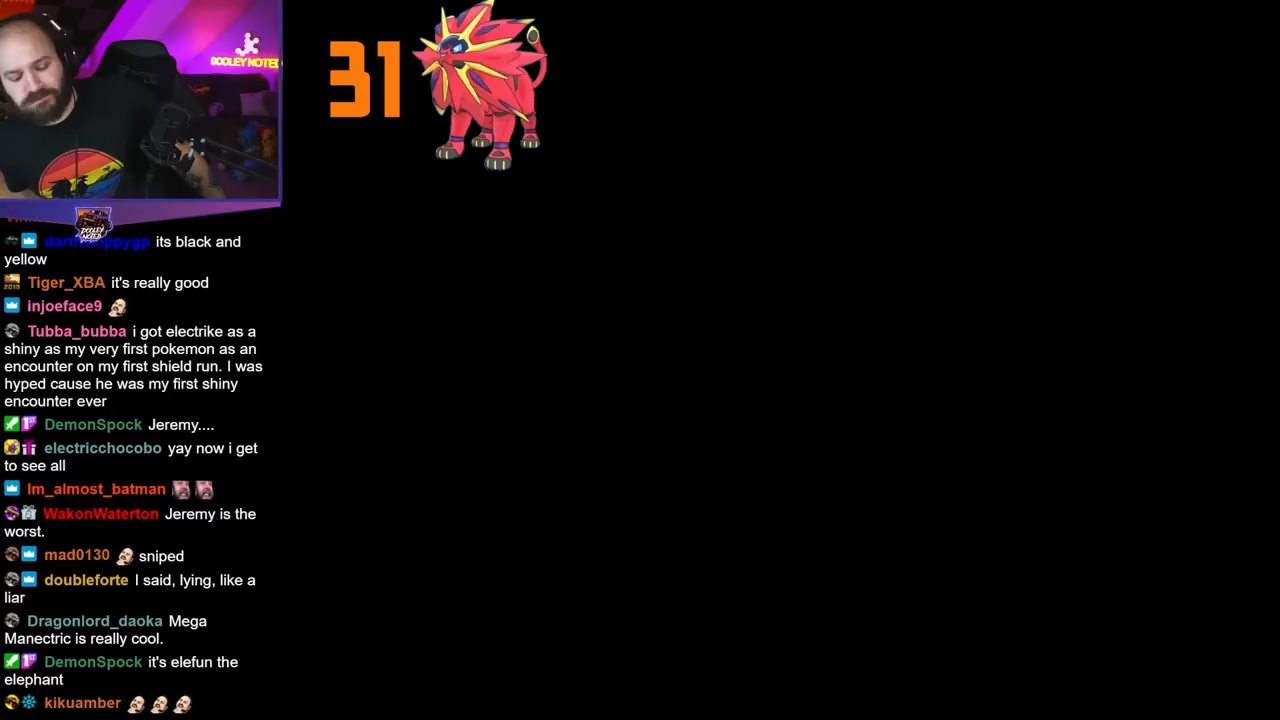 DOOLEY NOTED
31
DOOLEY
NOTED
its black and
yellow
Tiger_XBA it's really good
injoeface9
Tubba_bubba i got electrike as a
shiny as my very first pokemon as an
encounter on my first shield run. I was
hyped cause he was my first shiny
encounter ever
DemonSpock Jeremy....
electricchocobo yay now i get
to see all
Im_almost_batman
WakonWaterton Jeremy is the
worst.
mad0130 sniped
doubleforte I said, lying, like a
liar
Dragonlord_daoka Mega
Manectric is really cool.
DemonSpock it's elefun the
elephant
kikuamber